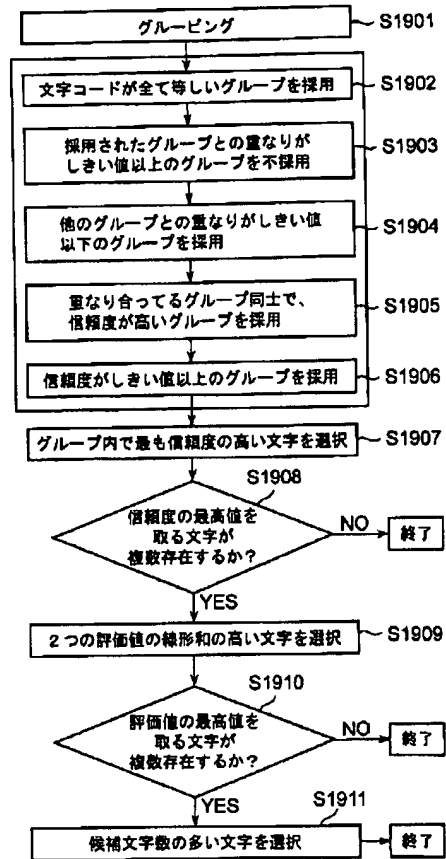 グルーピング
S1901
文字コードが全て等しいグループを採用
S1902
採用されたグループとの重なりが
しきい値以上のグループを不採用
S1903
他のグループとの重なりがしきい値
以下のグループを採用
S1904
重なり合ってるグループ同士で、
信頼度が高いグループを採用
S1905
信頼度がしきい値以上のグループを採用
S1906
グループ内で最も信頼度の高い文字を選択
S1907
S1908
信頼度の最高値を
取る文字が
複数存在するか？
NO
終了
YES
２つの評価値の線形和の高い文字を選択
S1909
S1910
評価値の最高値を
取る文字が
複数存在するか？
NO
終了
YES
S1911
候補文字数の多い文字を選択
終了